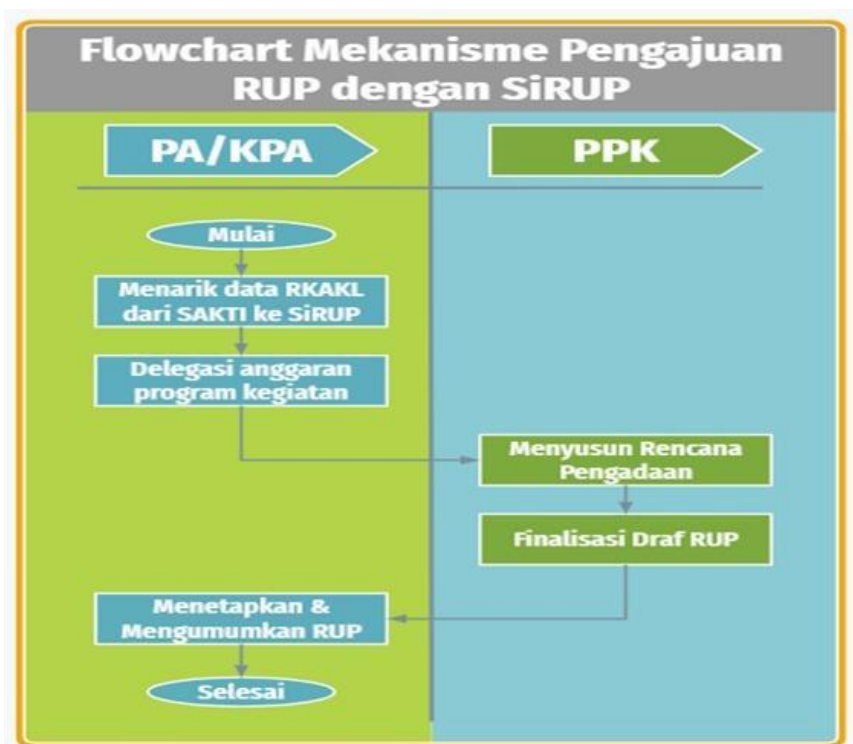 Flowchart Mekanisme Pengajuan
RUP dengan SiRUP
PA/KPA
PPK
Mulai
Menarik data RKAKL
dari SAKTI ke SiRUP
Delegasi anggaran
program kegiatan
Menyusun Rencana
Pengadaan
Finalisasi Draf RUP
Menetapkan &
Mengumumkan RUP
Selesai